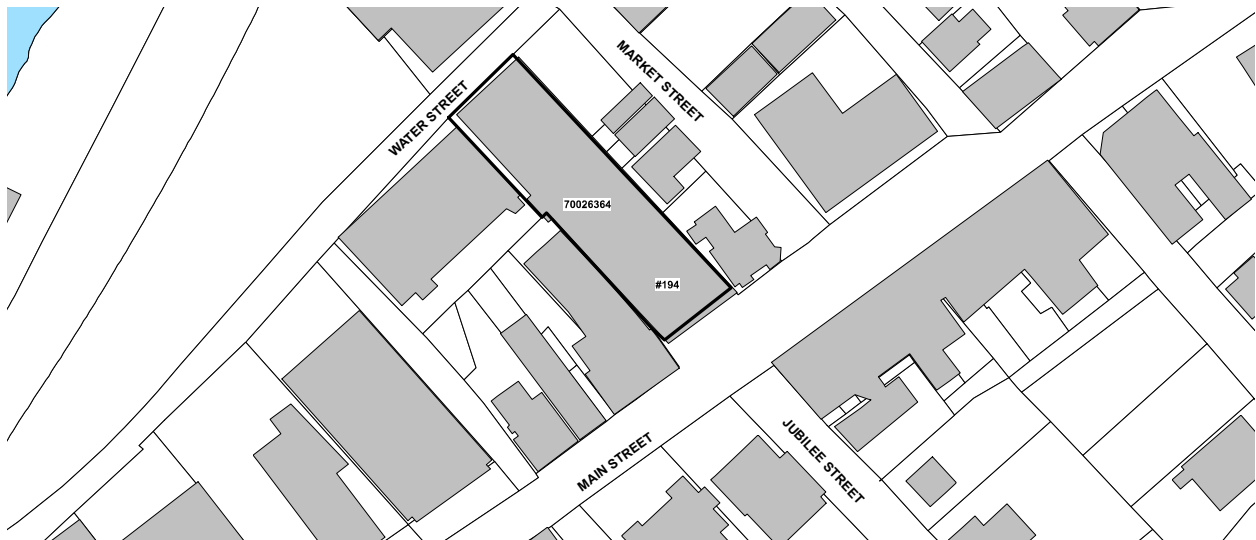 MARKET STREET
WATER STREET
70026364
#194
MAIN STREET
JUBILEE STREET